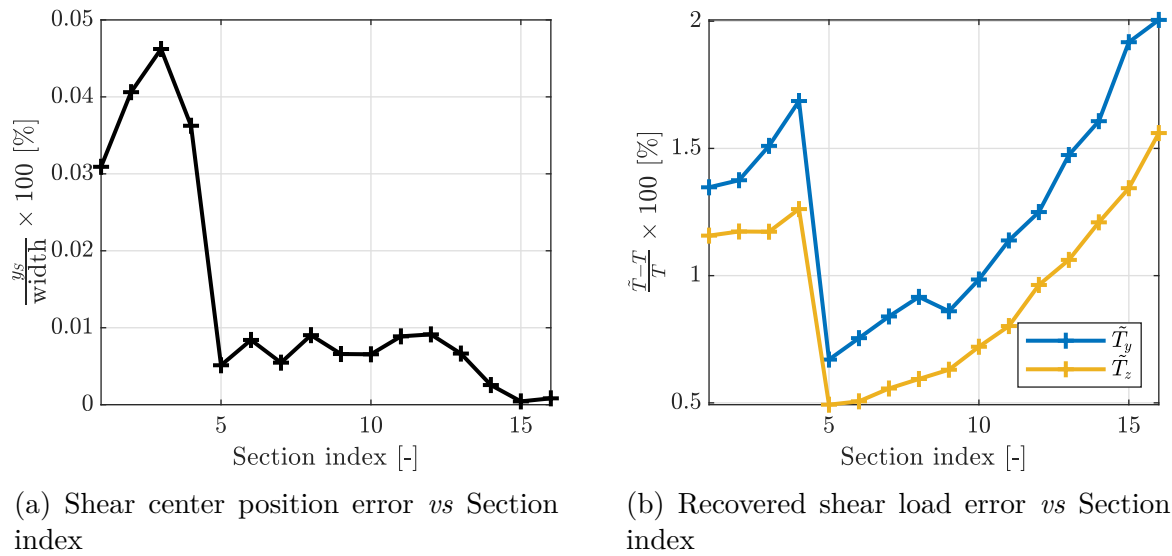 0.05
0.04
0.03
0.02
0.01
0
5
10
15
y_S/width × 100 [%]
Section index [-]
(a) Shear center position error vs Section
index
2
1.5
1
0.5
5
10
15
T̃−T/T × 100 [%]
Section index [-]
T̃_y
T̃_z
(b) Recovered shear load error vs Section
index